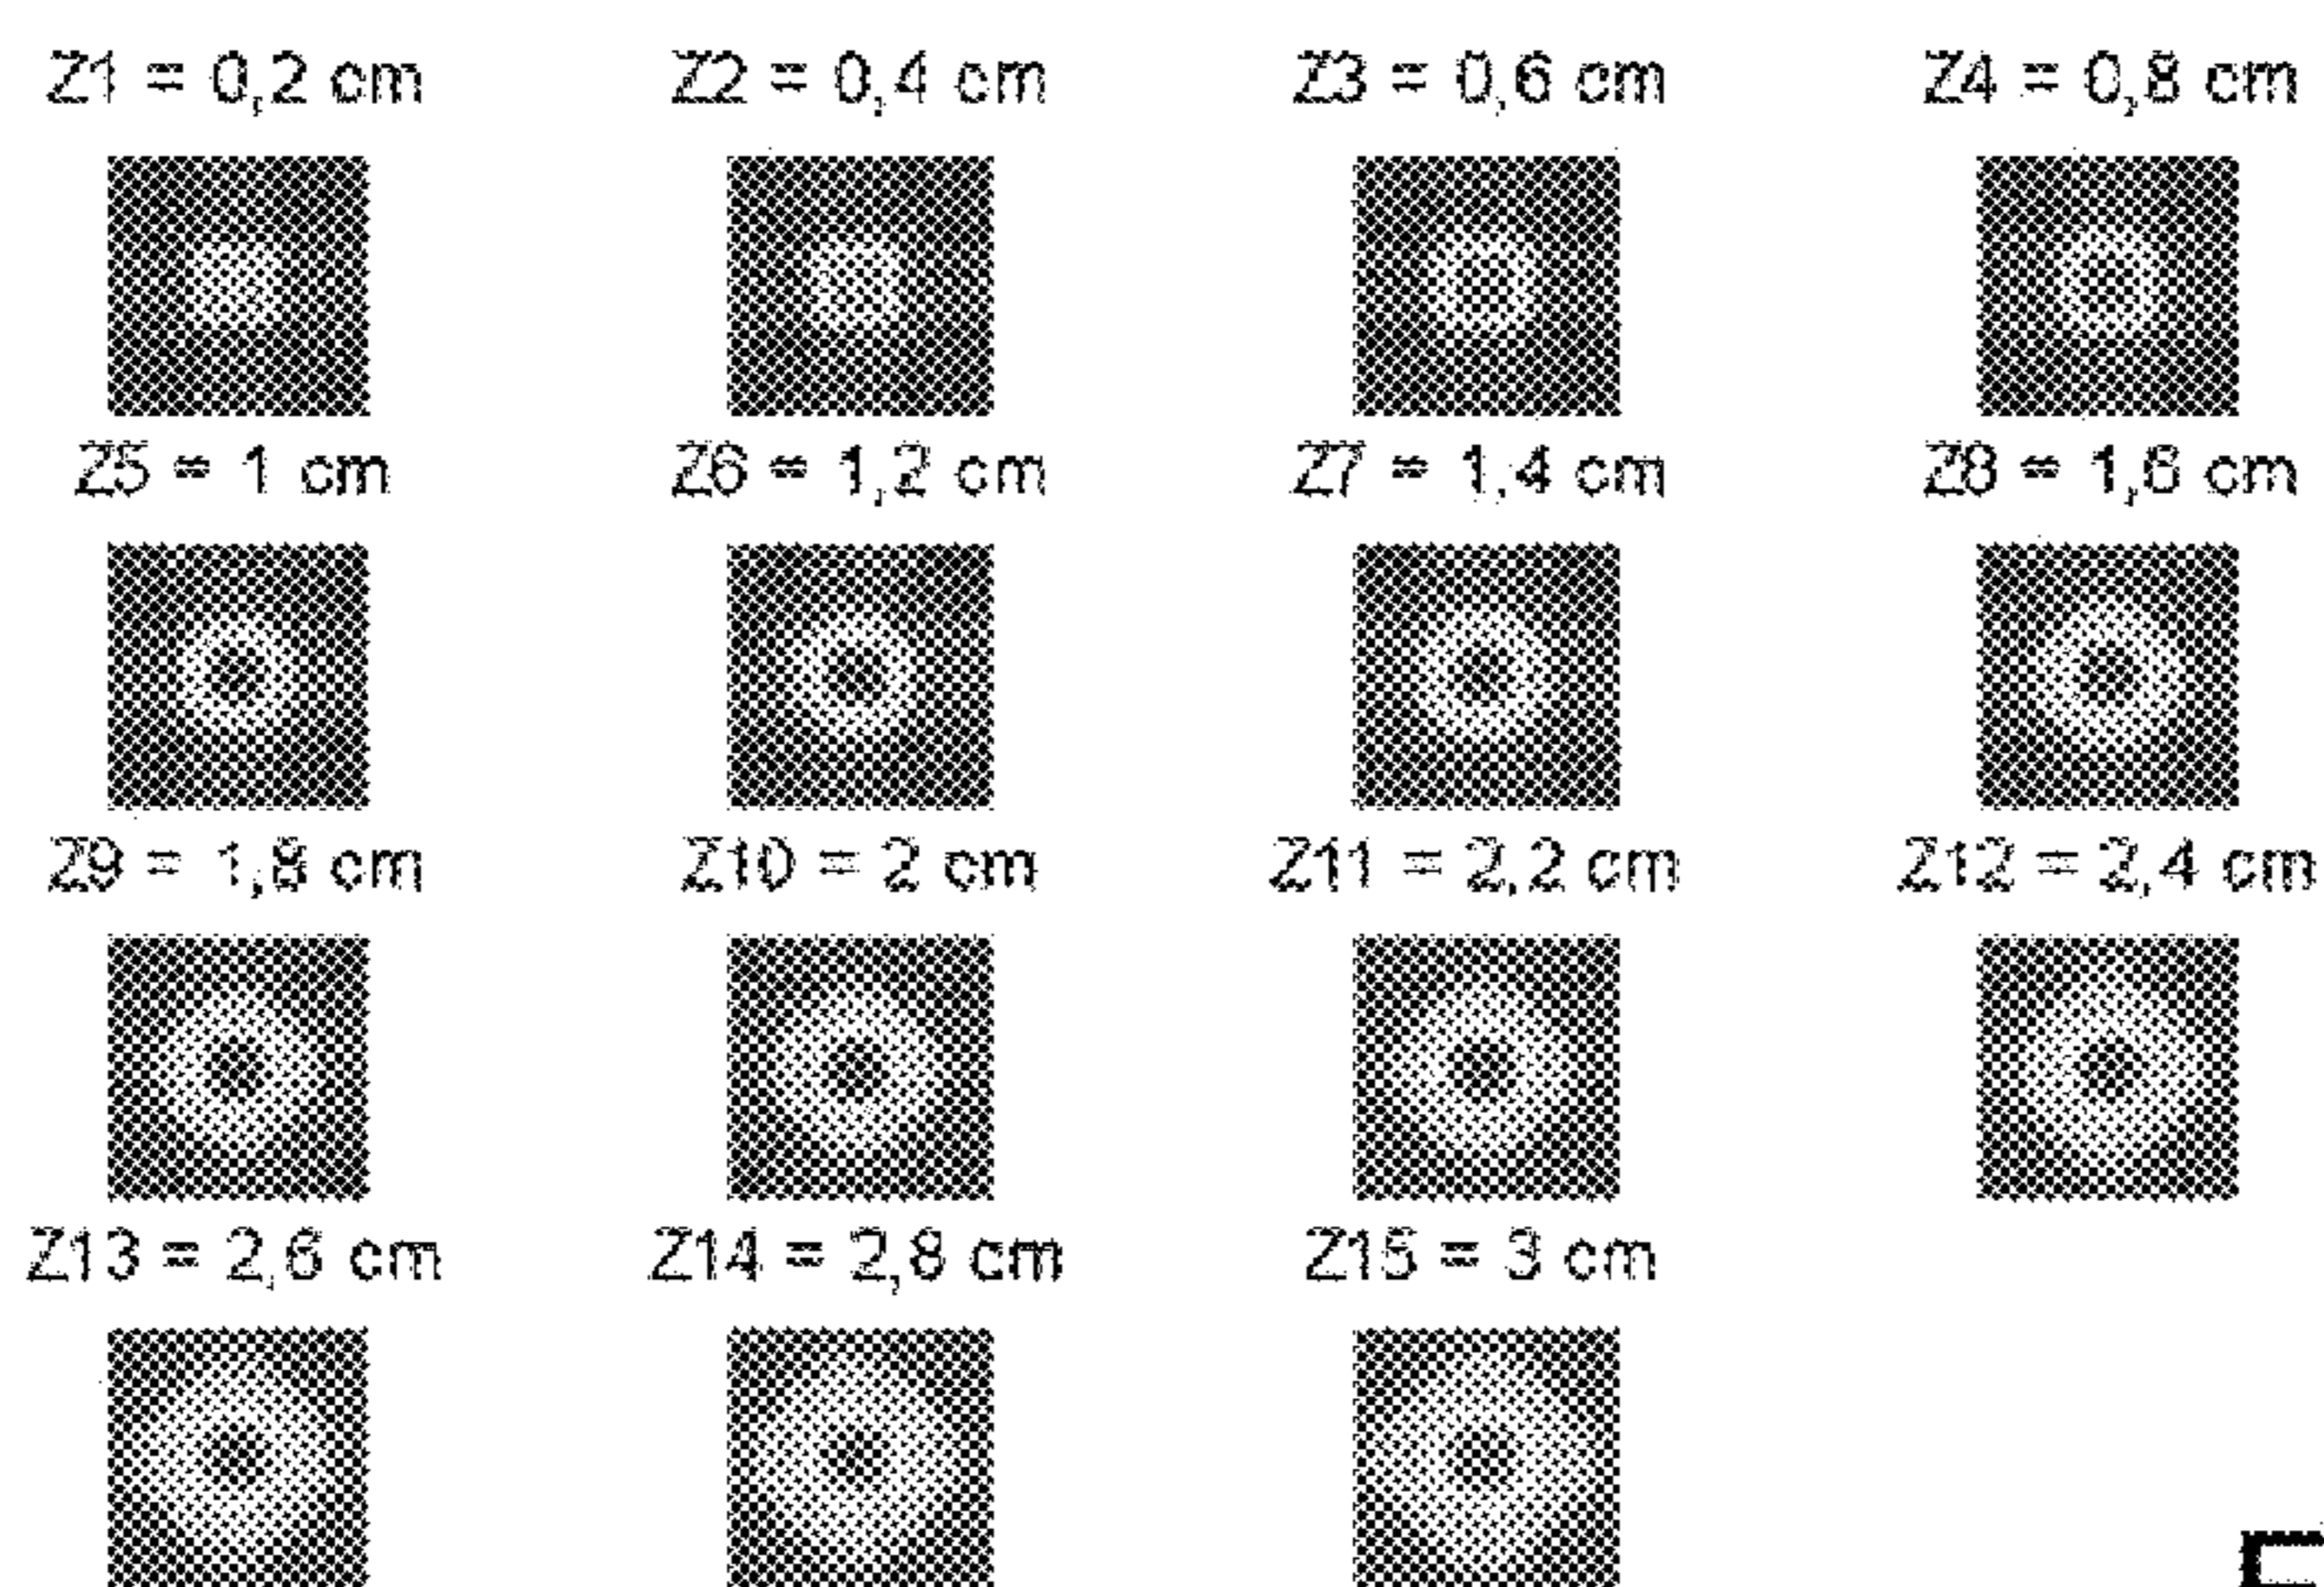 Z1 = 0,2 cm Z2 = 0,4 cm Z3 = 0,6 cm Z4 = 0,8 cm
Z5 = 1 cm Z6 = 1,2 cm Z7 = 1,4 cm Z8 = 1,6 cm
Z9 = 1,8 cm Z10 = 2 cm Z11 = 2,2 cm Z12 = 2,4 cm
Z13 = 2,6 cm Z14 = 2,8 cm Z15 = 3 cm